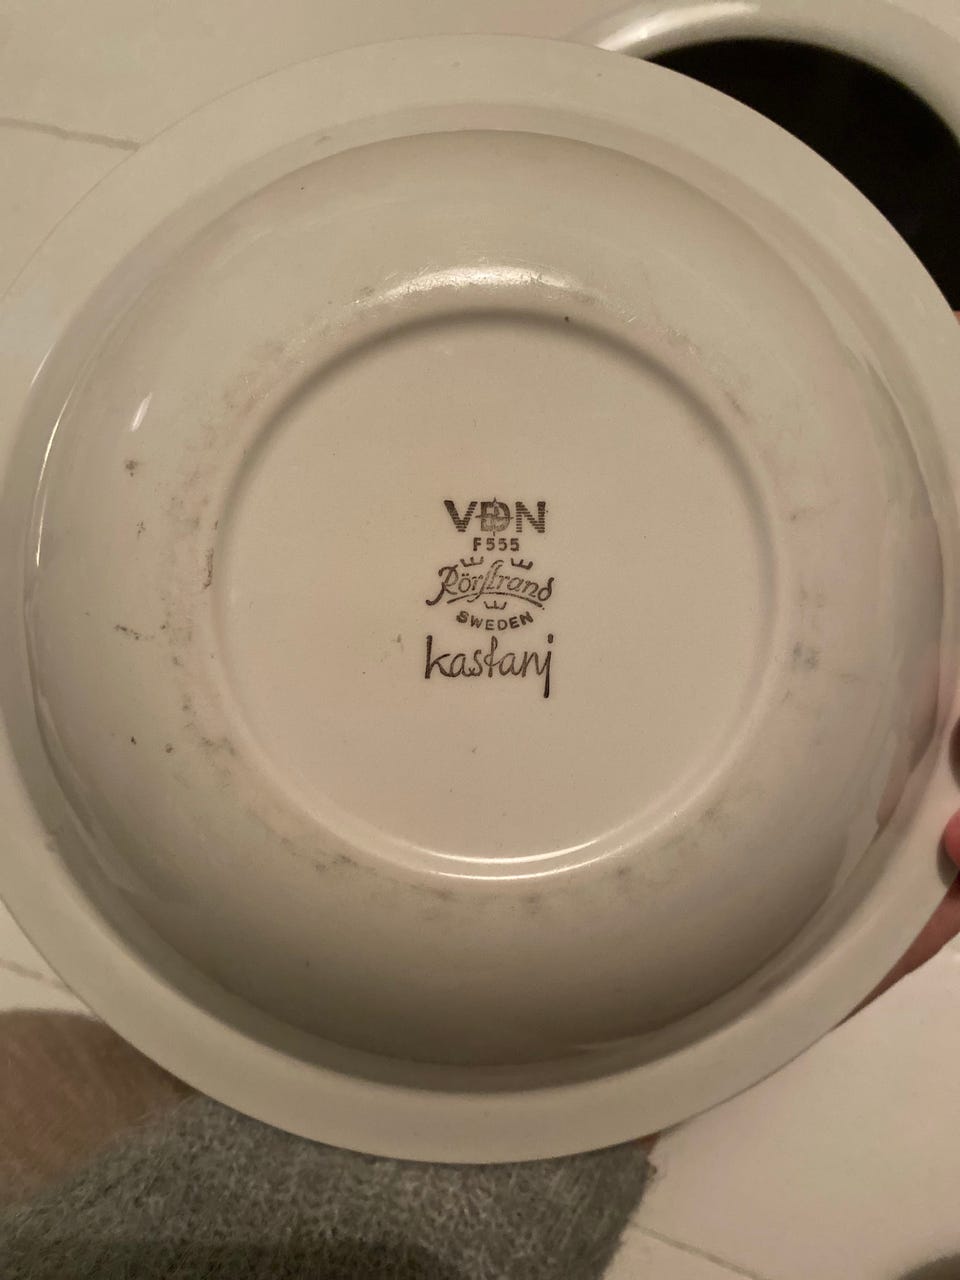 VDN
F555
Rörstrand
SWEDEN
kastanj